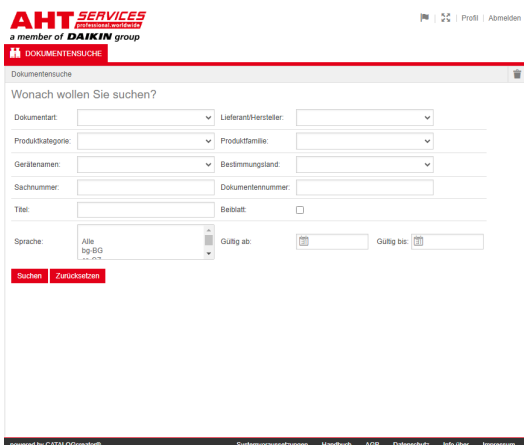 AHT SERVICES
professional.worldwide
a member of DAIKIN group
Profil | Abmelden
DOKUMENTENSUCHE
Dokumentensuche
Wonach wollen Sie suchen?
Dokumentart: Lieferant/Hersteller:
Produktkategorie: Produktfamilie:
Gerätenamen: Bestimmungsland:
Sachnummer: Dokumentennummer:
Titel: Beiblatt:
Sprache: Alle Gültig ab: Gültig bis:
bg-BG
Suchen Zurücksetzen
powered by CATALOGcreator® Systemvoraussetzungen Handbuch AGB Datenschutz Info über Impressum